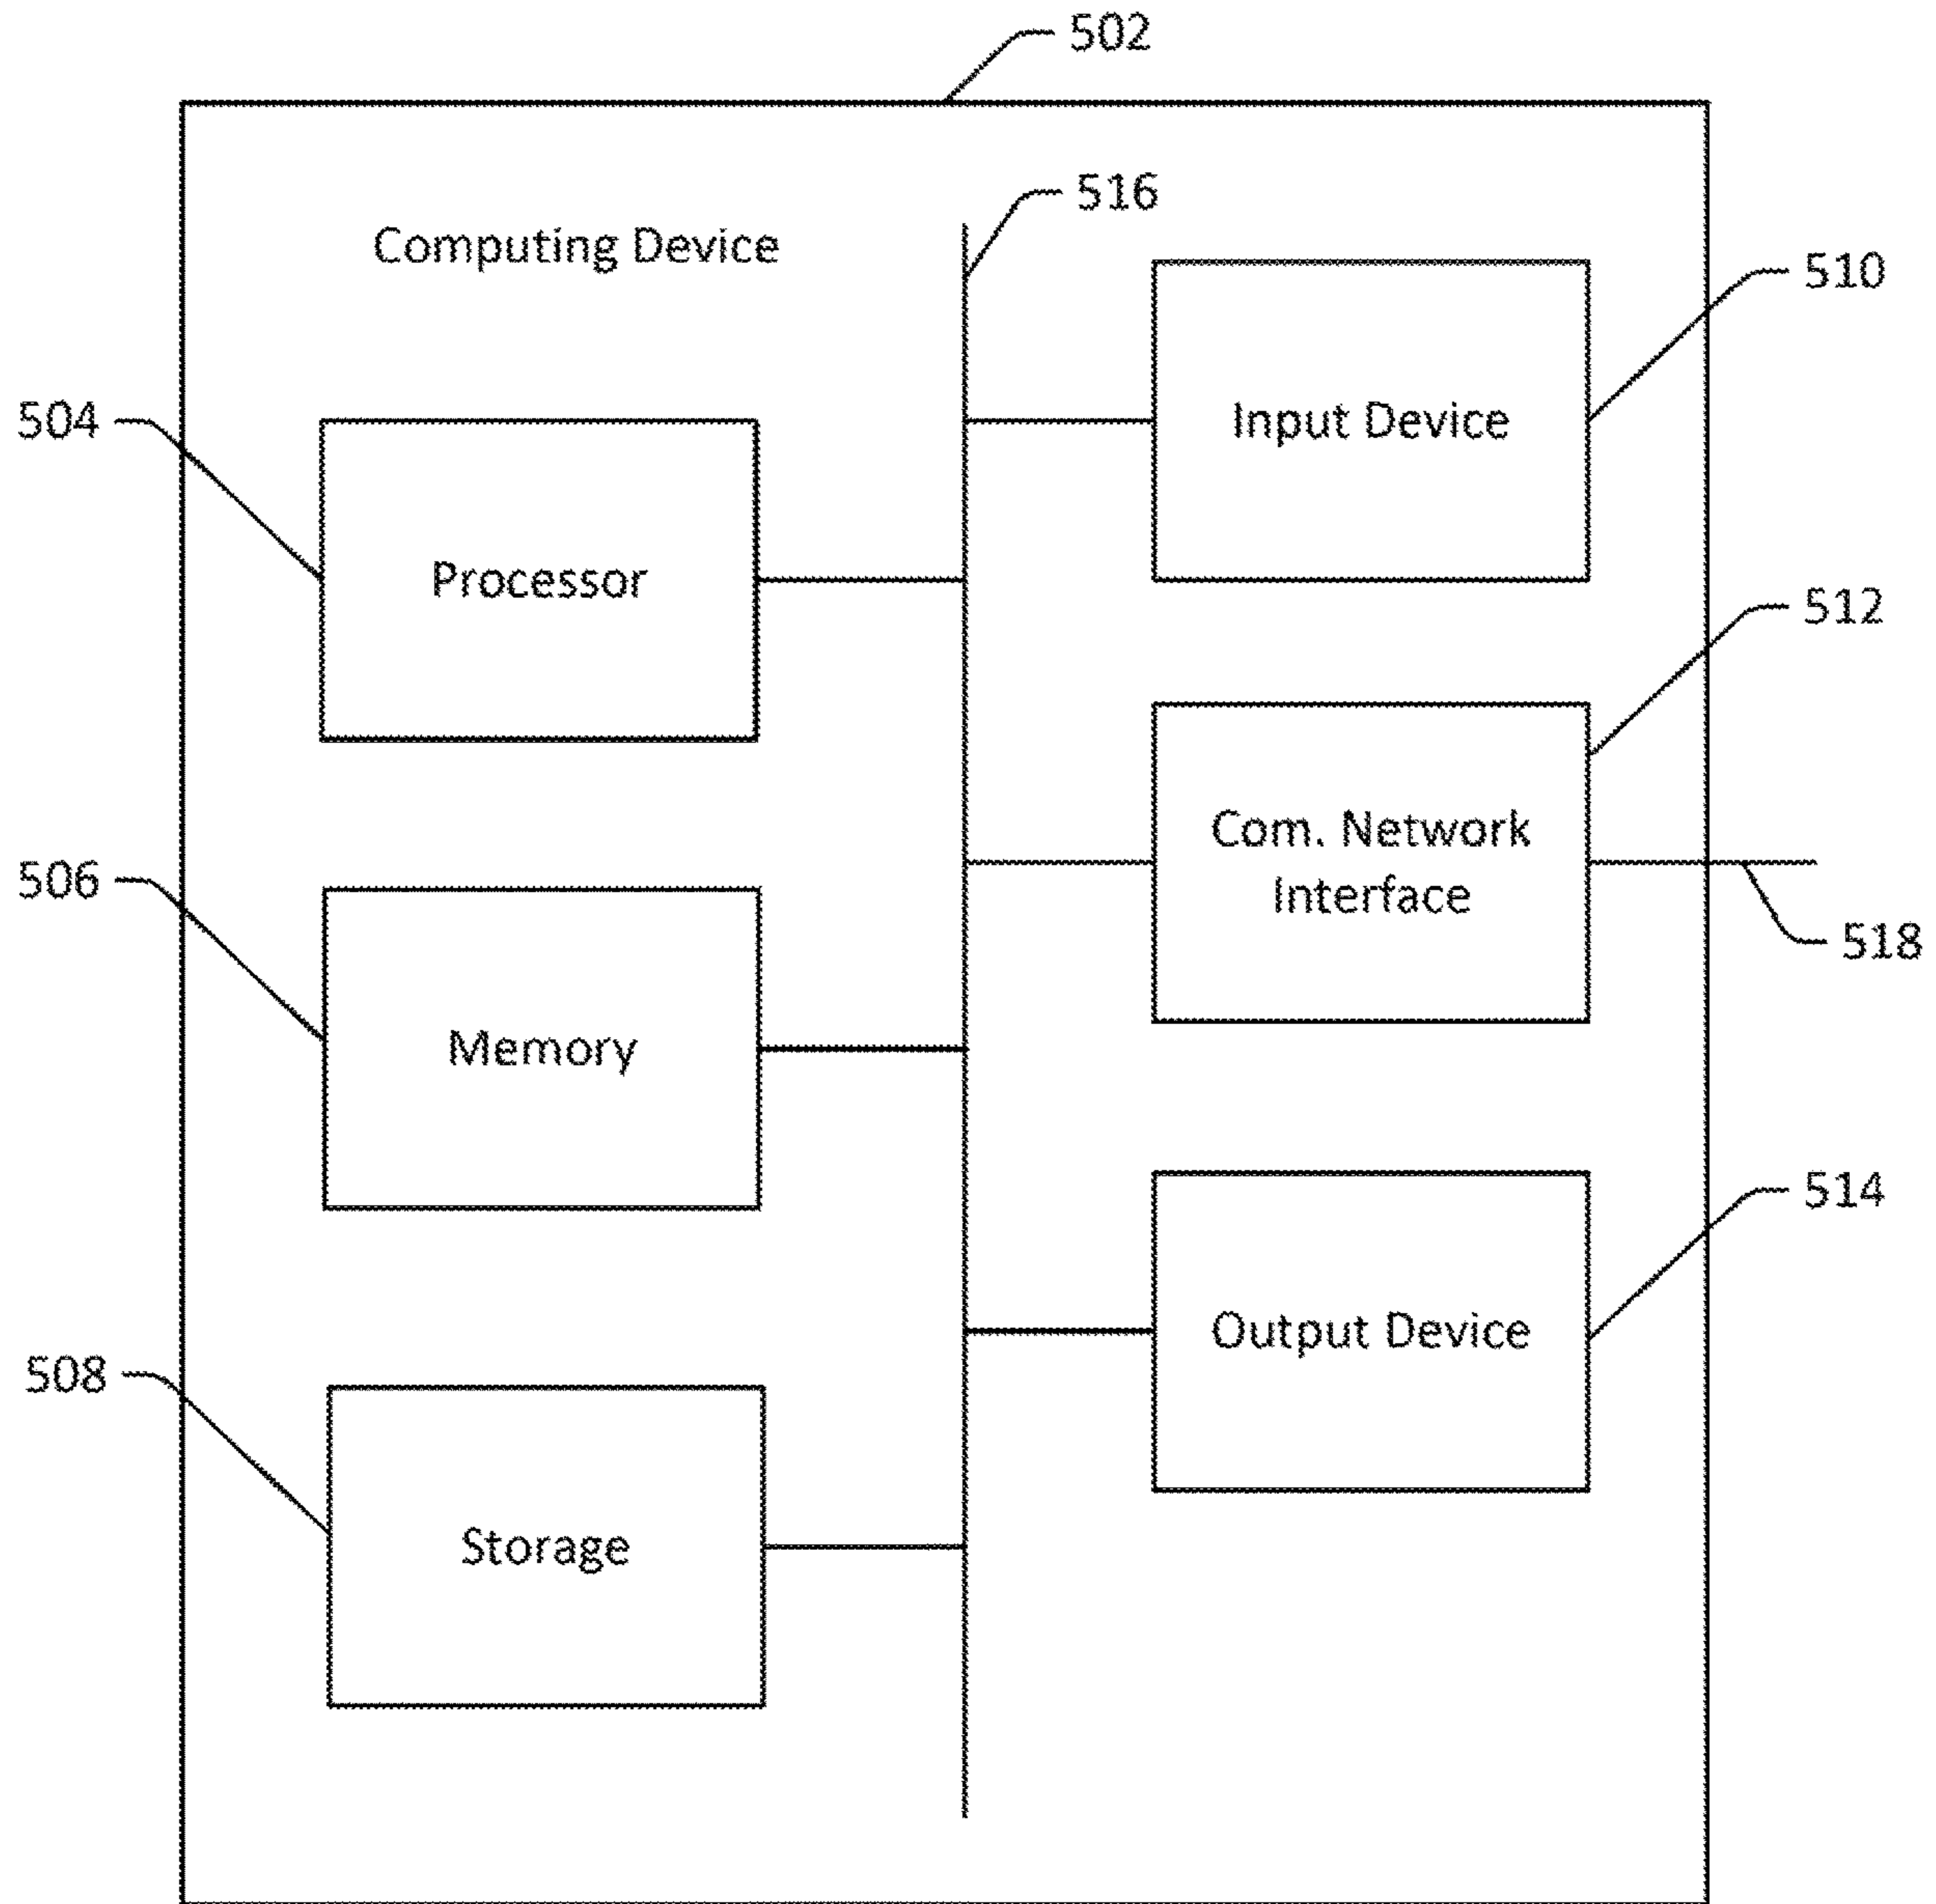 502
516
Computing Device
510
Input Device
504
Processor
512
Com. Network
Interface
506
518
Memory
514
Output Device
508
Storage